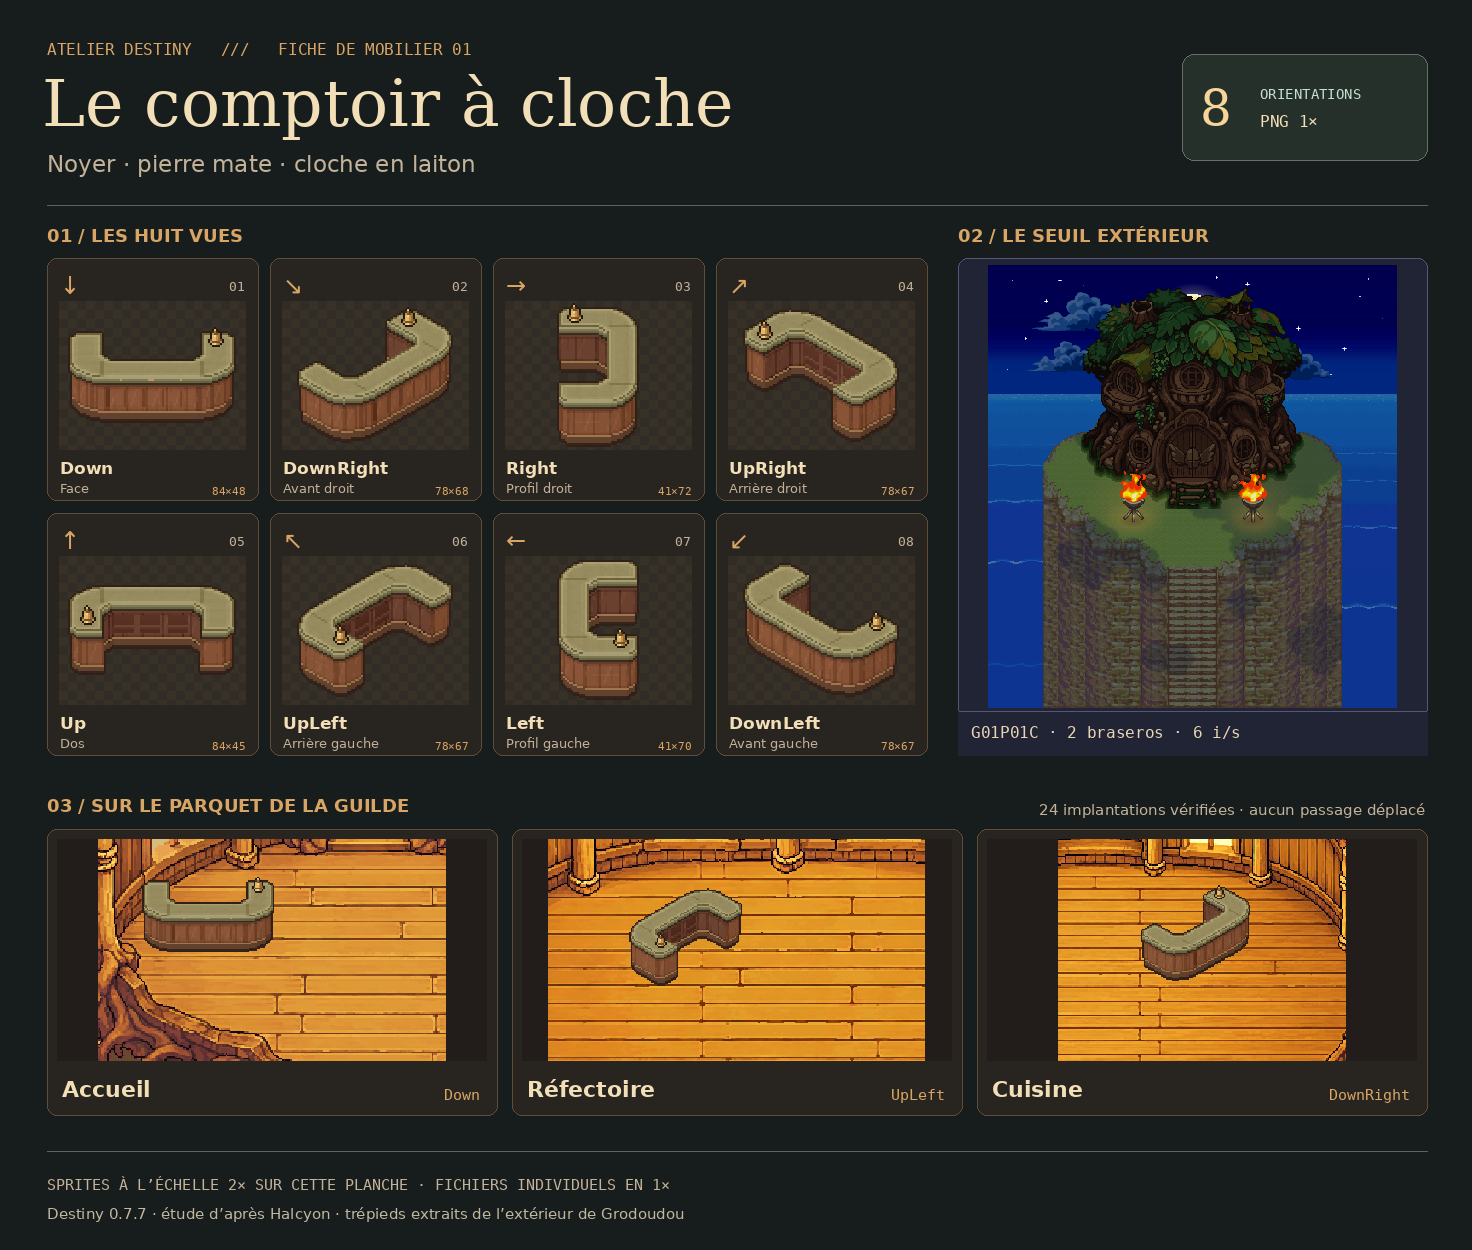 ATELIER DESTINY /// FICHE DE MOBILIER 01
Le comptoir à cloche
Noyer · pierre mate · cloche en laiton
8 ORIENTATIONS
PNG 1×
01 / LES HUIT VUES
↓ 01
Down
Face 84×48
↘ 02
DownRight
Avant droit 78×68
→ 03
Right
Profil droit 41×72
↗ 04
UpRight
Arrière droit 78×67
↑ 05
Up
Dos 84×45
↖ 06
UpLeft
Arrière gauche 78×67
← 07
Left
Profil gauche 41×70
↙ 08
DownLeft
Avant gauche 78×67
02 / LE SEUIL EXTÉRIEUR
G01P01C · 2 braseros · 6 i/s
03 / SUR LE PARQUET DE LA GUILDE
24 implantations vérifiées · aucun passage déplacé
Accueil Down
Réfectoire UpLeft
Cuisine DownRight
SPRITES À L’ÉCHELLE 2× SUR CETTE PLANCHE · FICHIERS INDIVIDUELS EN 1×
Destiny 0.7.7 · étude d’après Halcyon · trépieds extraits de l’extérieur de Grodoudou